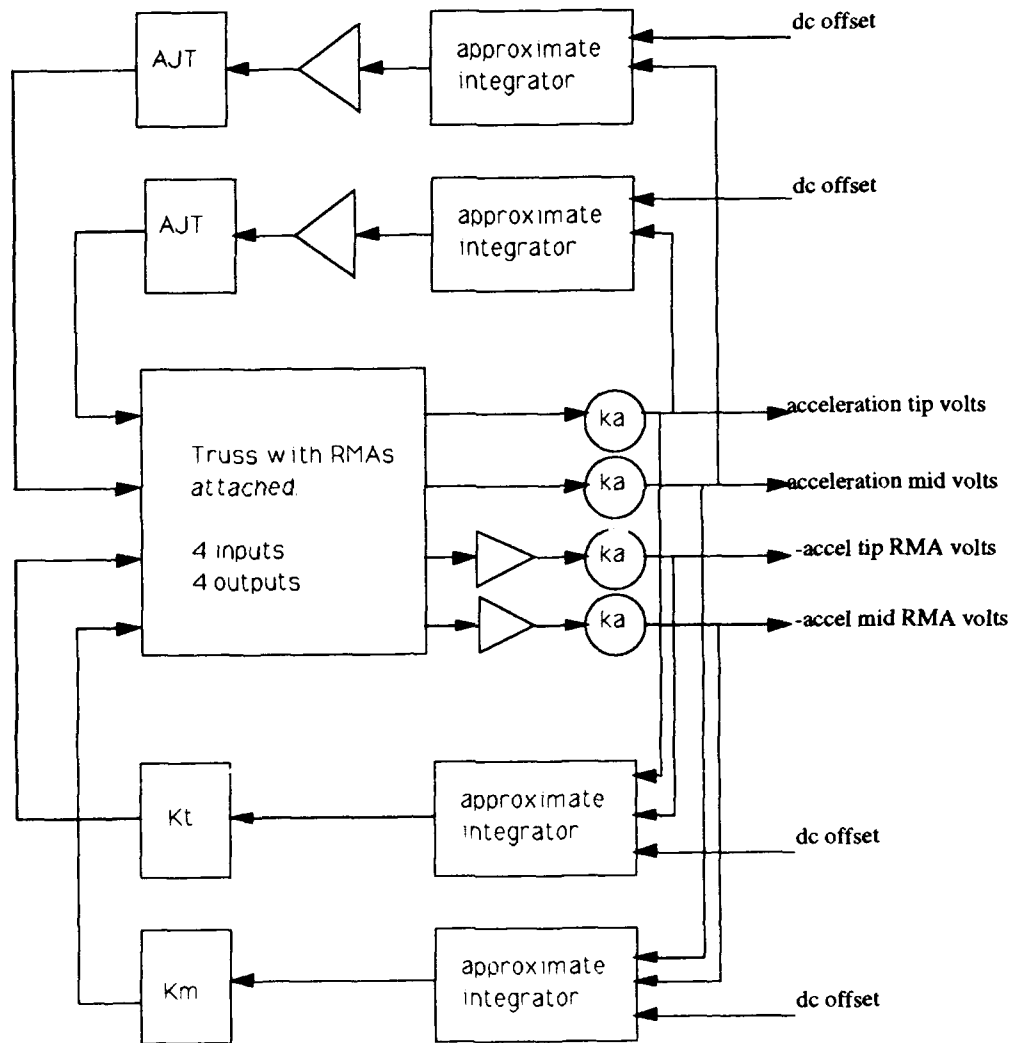 AJT
approximate
integrator
dc offset
AJT
approximate
integrator
dc offset
Truss with RMAs
attached.
4 inputs
4 outputs
ka
acceleration tip volts
ka
acceleration mid volts
ka
-accel tip RMA volts
ka
-accel mid RMA volts
Kt
approximate
integrator
dc offset
Km
approximate
integrator
dc offset